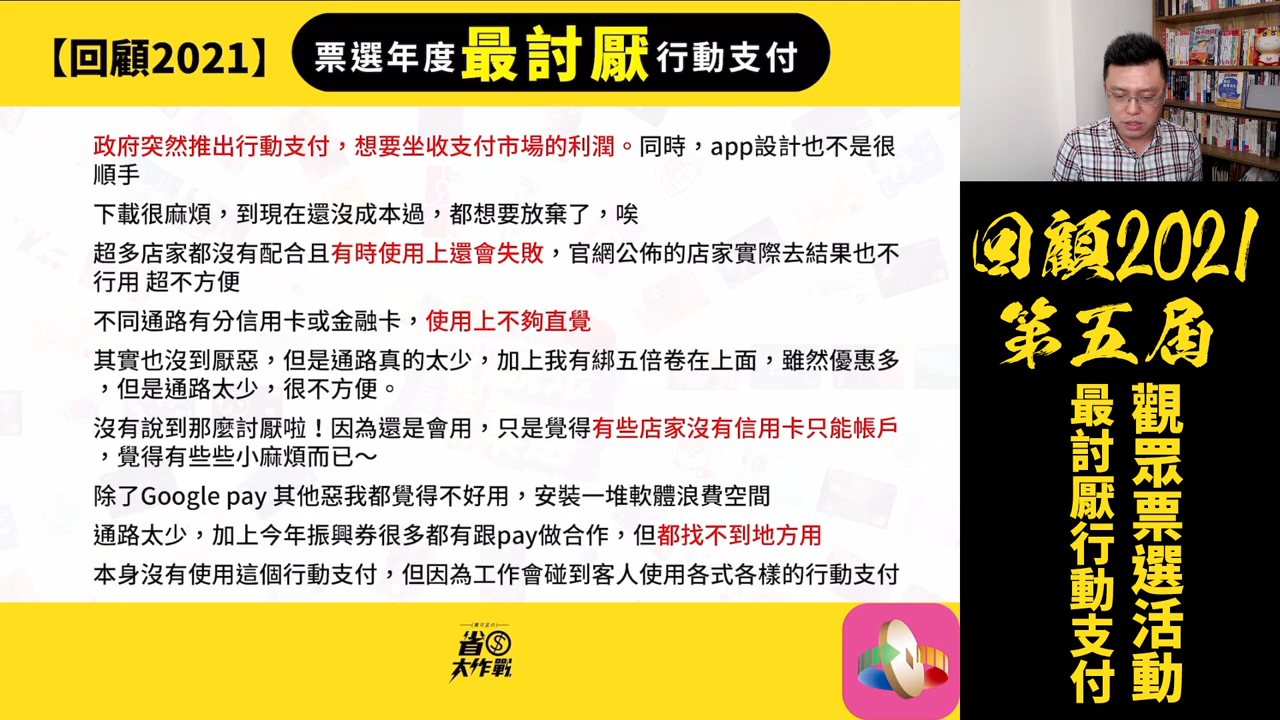 【回顧2021】
票選年度最討厭行動支付
政府突然推出行動支付，想要坐收支付市場的利潤。同時，app設計也不是很
順手
下載很麻煩，到現在還沒成本過，都想要放棄了，唉
超多店家都沒有配合且有時使用上還會失敗，官網公佈的店家實際去結果也不
行用 超不方便
不同通路有分信用卡或金融卡，使用上不夠直覺
其實也沒到厭惡，但是通路真的太少，加上我有綁五倍卷在上面，雖然優惠多
，但是通路太少，很不方便。
沒有說到那麼討厭啦！因為還是會用，只是覺得有些店家沒有信用卡只能帳戶
，覺得有些些小麻煩而已～
除了Google pay 其他惡我都覺得不好用，安裝一堆軟體浪費空間
通路太少，加上今年振興券很多都有跟pay做合作，但都找不到地方用
本身沒有使用這個行動支付，但因為工作會碰到客人使用各式各樣的行動支付
省
大作戰
回顧2021
第五屆
觀眾票選活動
最討厭行動支付